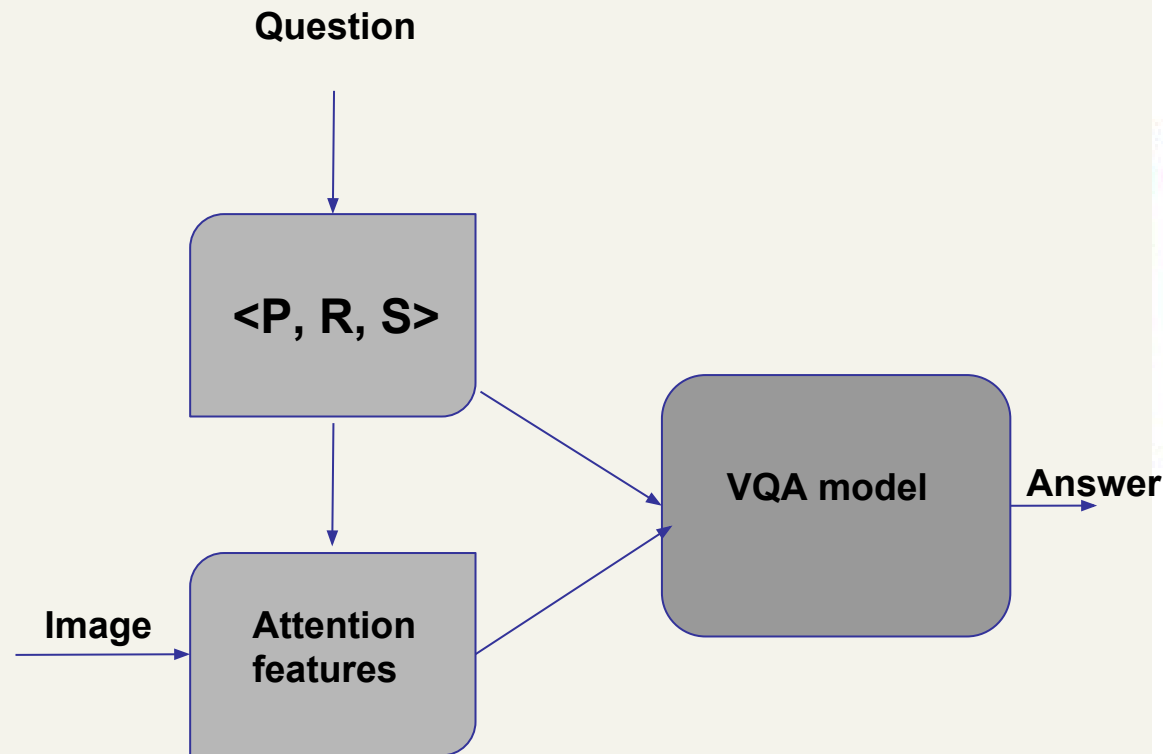 Question
<P, R, S>
VQA model
Answer
Image
Attention
features